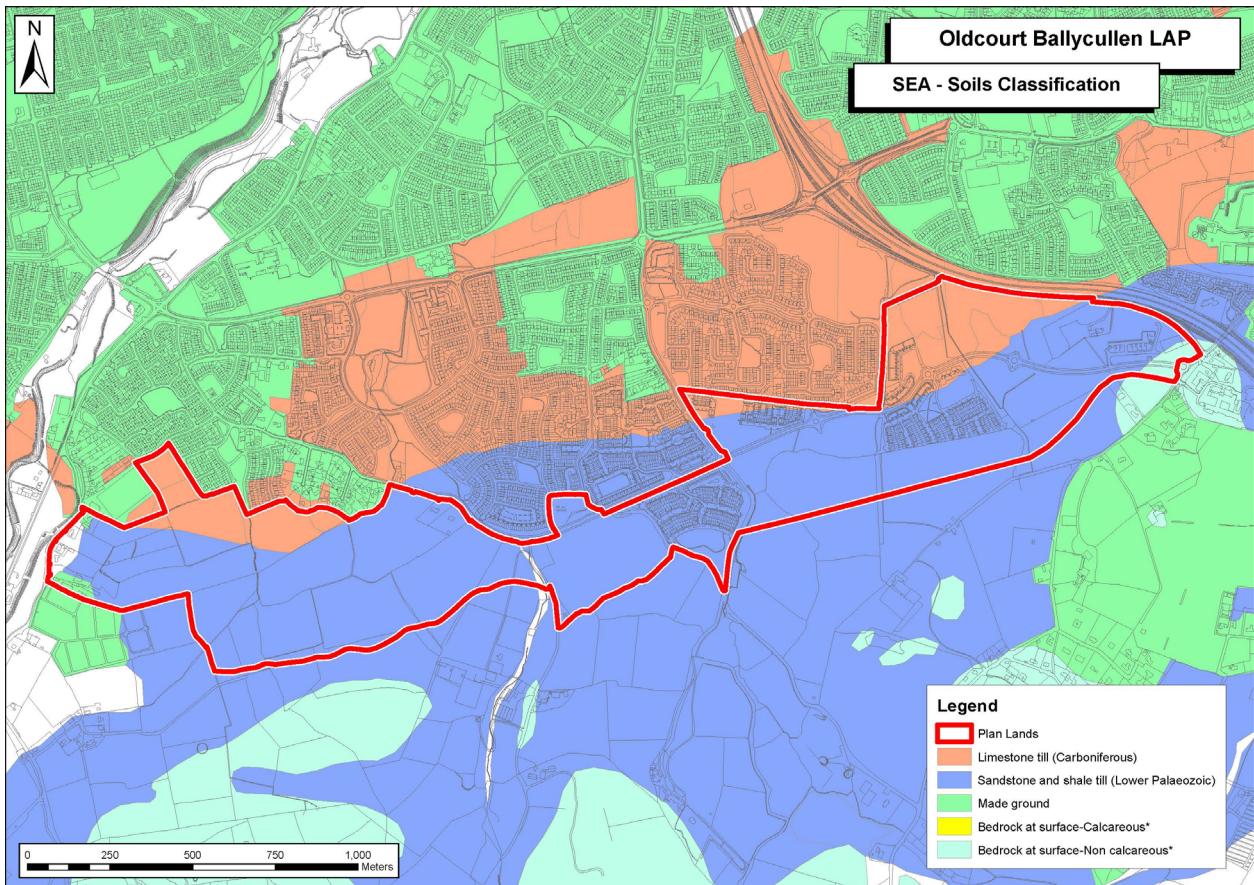 N
Oldcourt Ballycullen LAP
SEA - Soils Classification
Legend
Plan Lands
Limestone till (Carboniferous)
Sandstone and shale till (Lower Palaeozoic)
Made ground
Bedrock at surface-Calcareous*
Bedrock at surface-Non calcareous*
0 250 500 750 1,000
Meters